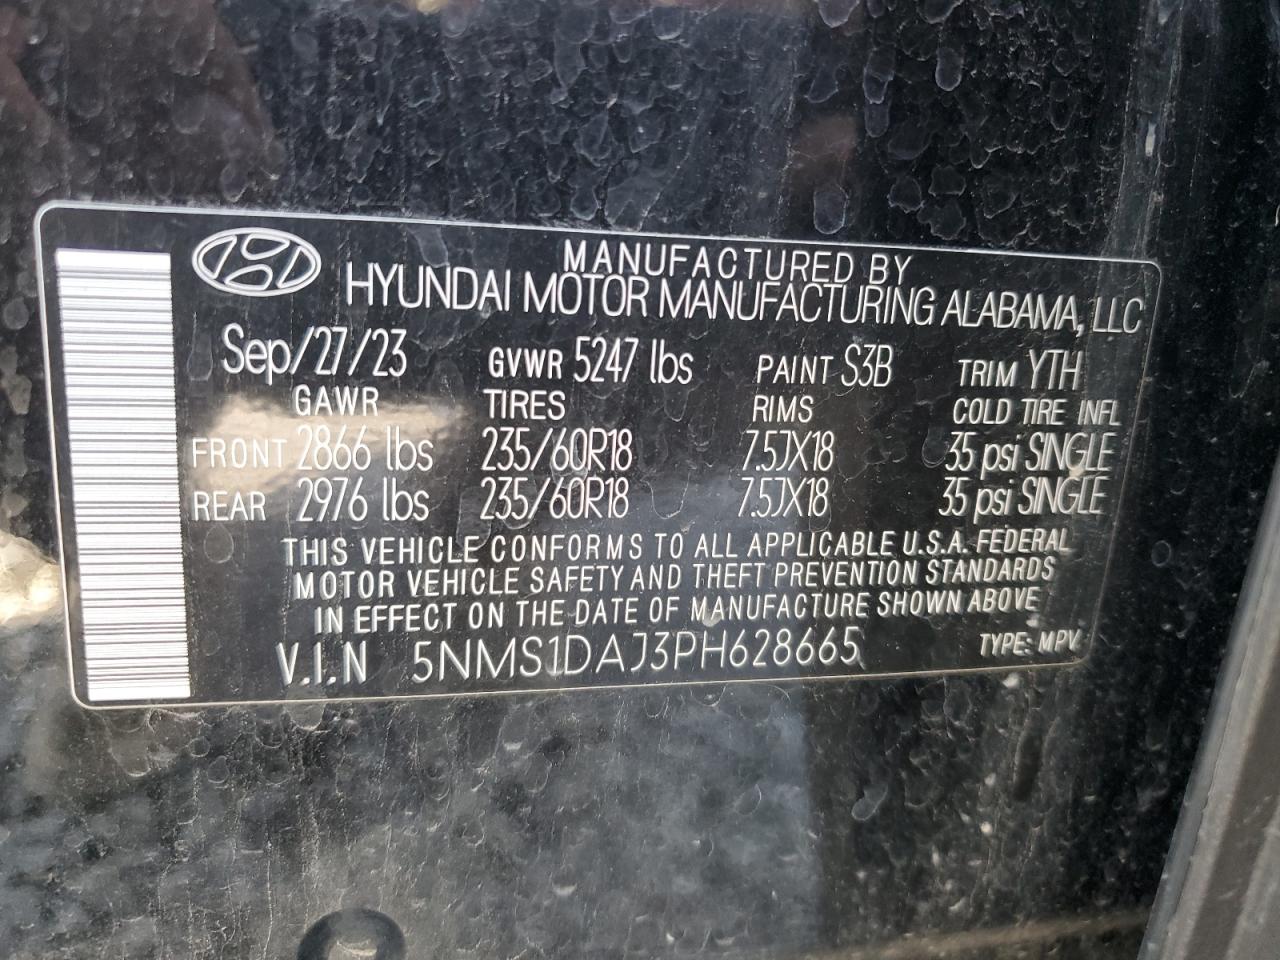 MANUFACTURED BY
HYUNDAI MOTOR MANUFACTURING ALABAMA, LLC
Sep/27/23 GVWR 5247 lbs PAINT S3B TRIM YTH
GAWR TIRES RIMS COLD TIRE INFL
FRONT 2866 lbs 235/60R18 7.5JX18 35 psi SINGLE
REAR 2976 lbs 235/60R18 7.5JX18 35 psi SINGLE
THIS VEHICLE CONFORMS TO ALL APPLICABLE U.S.A. FEDERAL
MOTOR VEHICLE SAFETY AND THEFT PREVENTION STANDARDS
IN EFFECT ON THE DATE OF MANUFACTURE SHOWN ABOVE
V.I.N 5NMS1DAJ3PH628665 TYPE: MPV